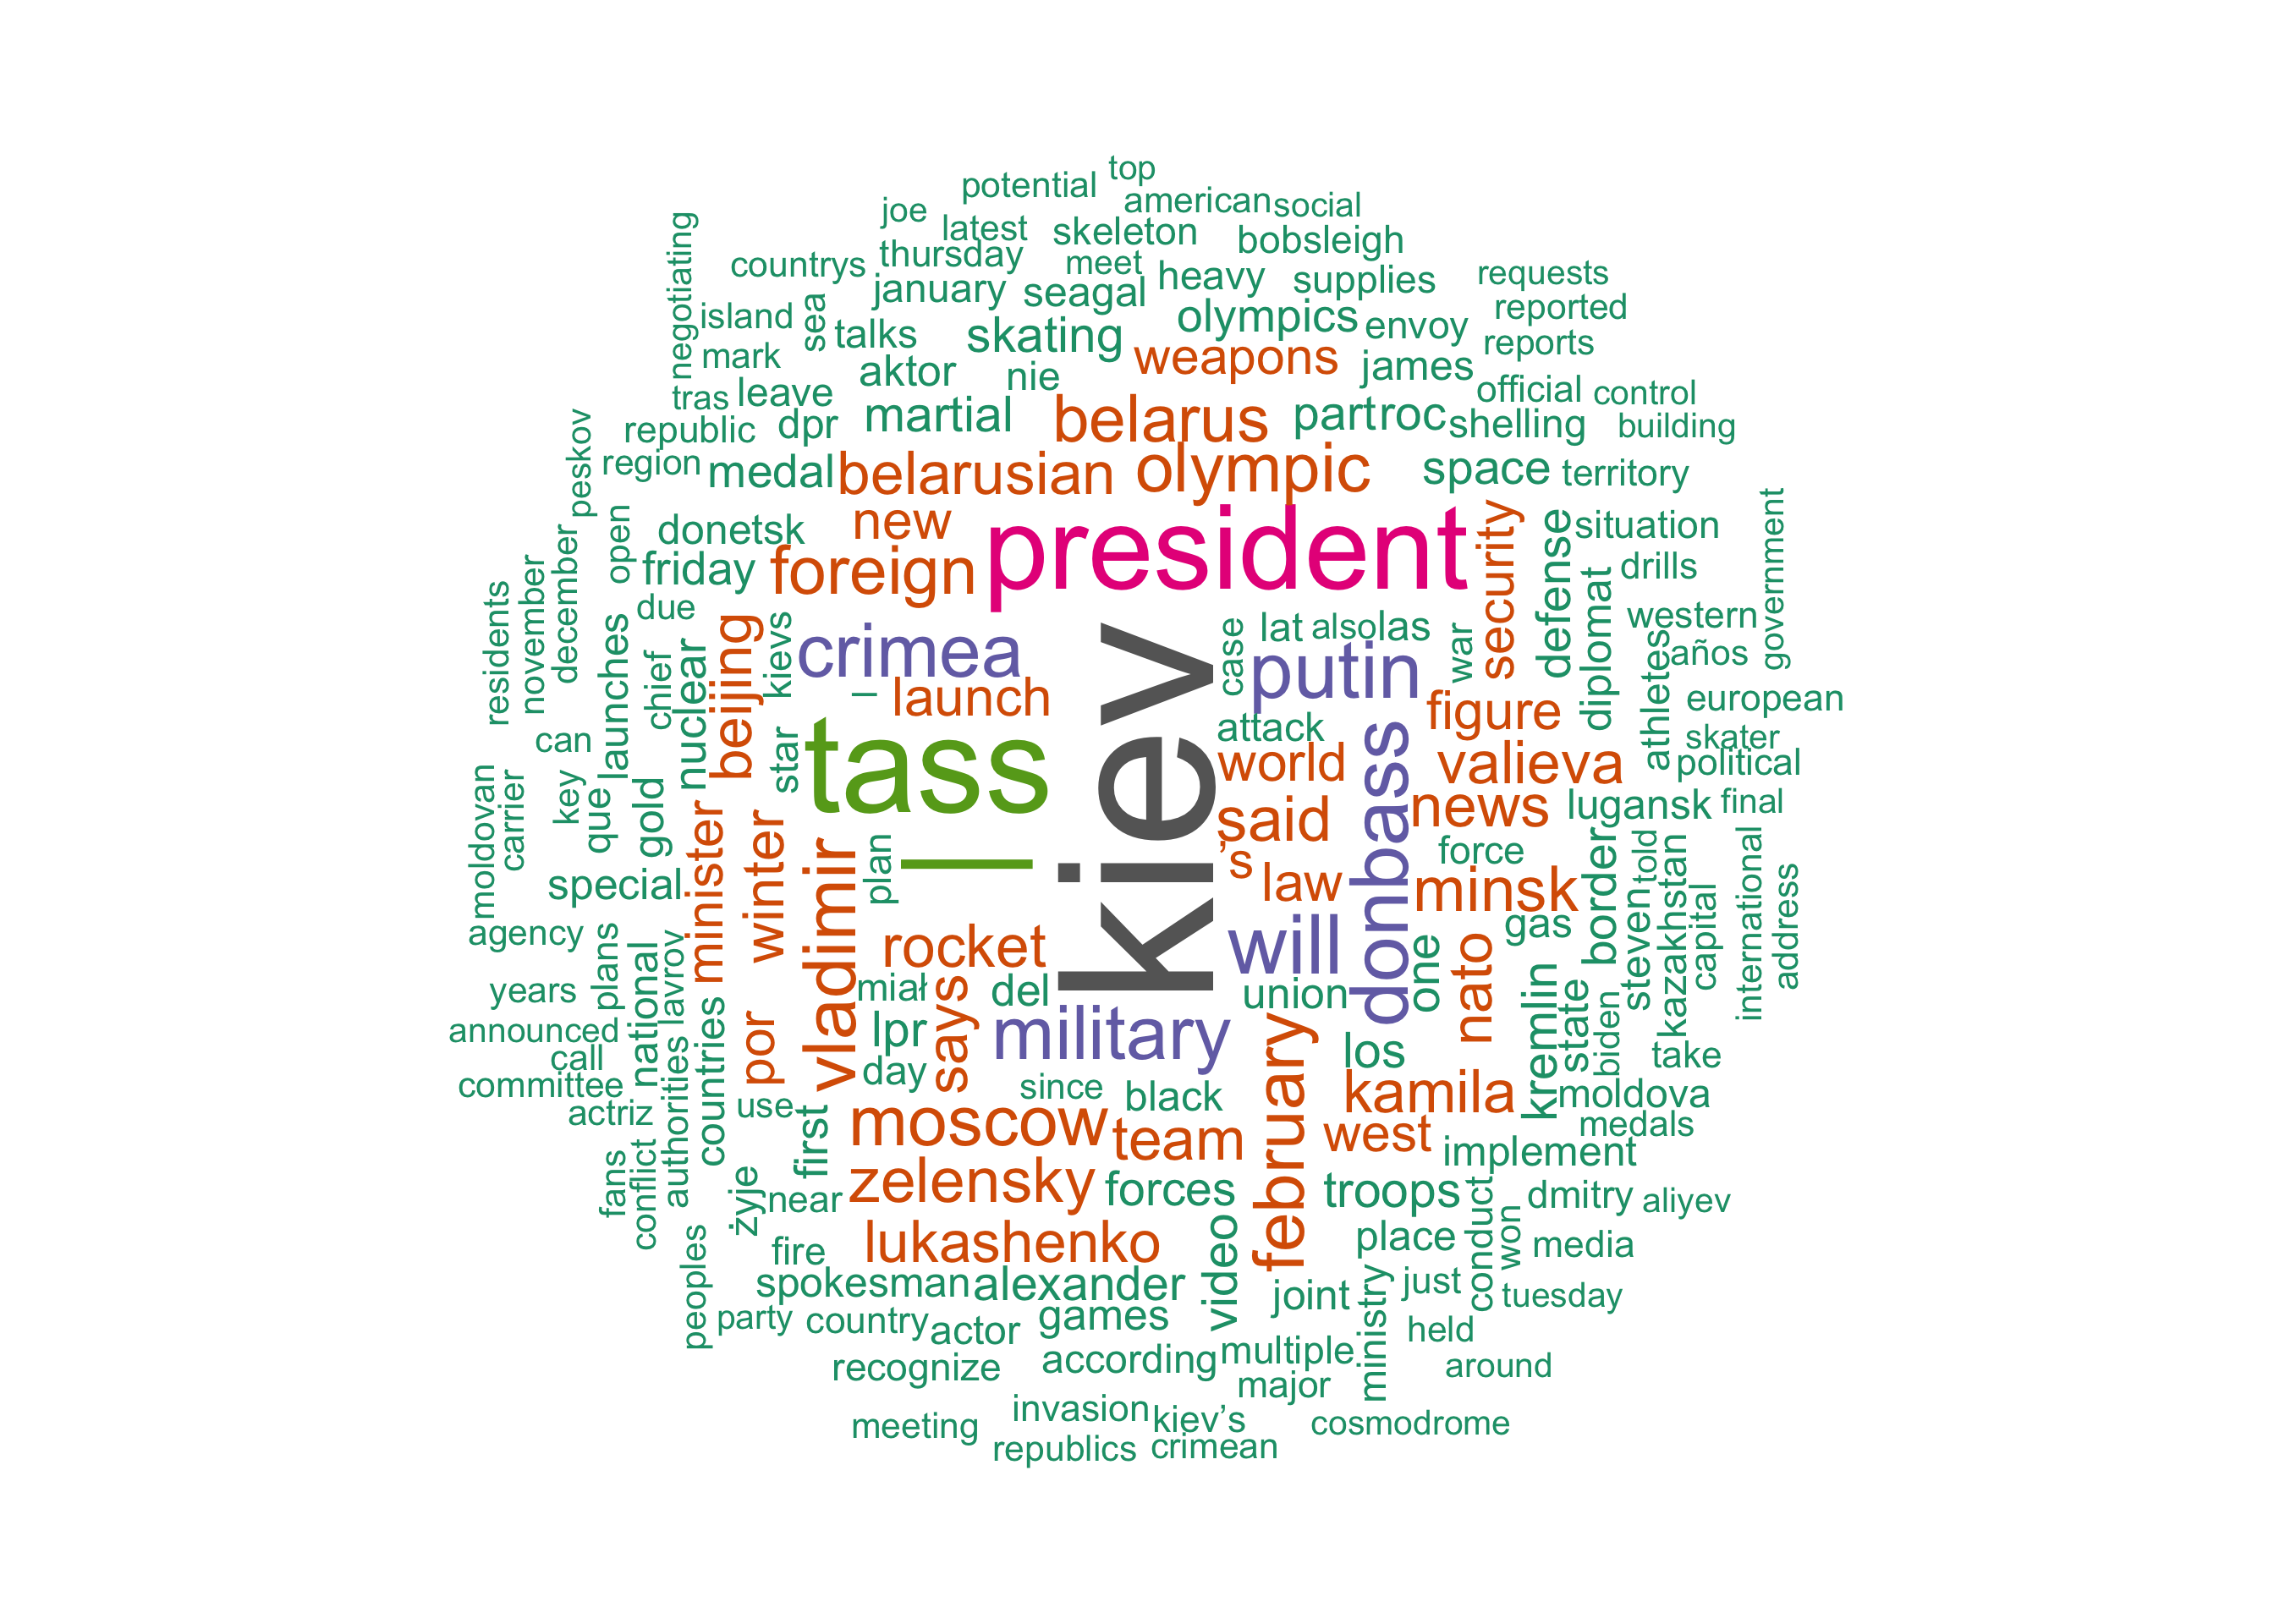 top
potential
american
social
joe
latest
skeleton
bobsleigh
negotiating
countrys
thursday
meet
heavy
supplies
requests
january
seagal
reported
island
sea
talks
skating
olympics
envoy
reports
mark
aktor
nie
weapons
james
tras
leave
official
control
republic
dpr
martial
belarus
part
roc
shelling
building
peskov
region
medal
belarusian
olympic
space
territory
open
donetsk
new
president
security
defense
situation
government
december
friday
foreign
drills
november
residents
due
kievs
crimea
kiev
case
lat
also
las
war
diplomat
western
launches
chief
nuclear
beijing
–
launch
putin
athletes
años
european
can
star
attack
figure
skater
tass
world
donbass
valieva
political
moldovan
carrier
key
que
gold
said
news
lugansk
final
minister
winter
vladimir
plan
—
’s
law
force
border
told
special
minsk
steven
kazakhstan
capital
international
address
agency
plans
national
lavrov
rocket
will
gas
years
miał
del
union
one
nato
kremlin
state
biden
announced
call
countries
por
lpr
says
military
los
take
committee
day
since
black
february
kamila
moldova
actriz
authorities
use
first
moscow
team
west
medals
fans
conflict
implement
żyje
near
zelensky
forces
troops
conduct
dmitry
aliyev
peoples
fire
lukashenko
video
place
won
media
spokesman
alexander
joint
ministry
just
tuesday
party
country
actor
games
held
recognize
according
multiple
around
major
meeting
invasion
kiev’s
cosmodrome
republics
crimean